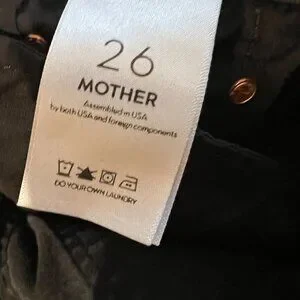 26
MOTHER
Assembled in USA
by both USA and foreign components
DO YOUR OWN LAUNDRY